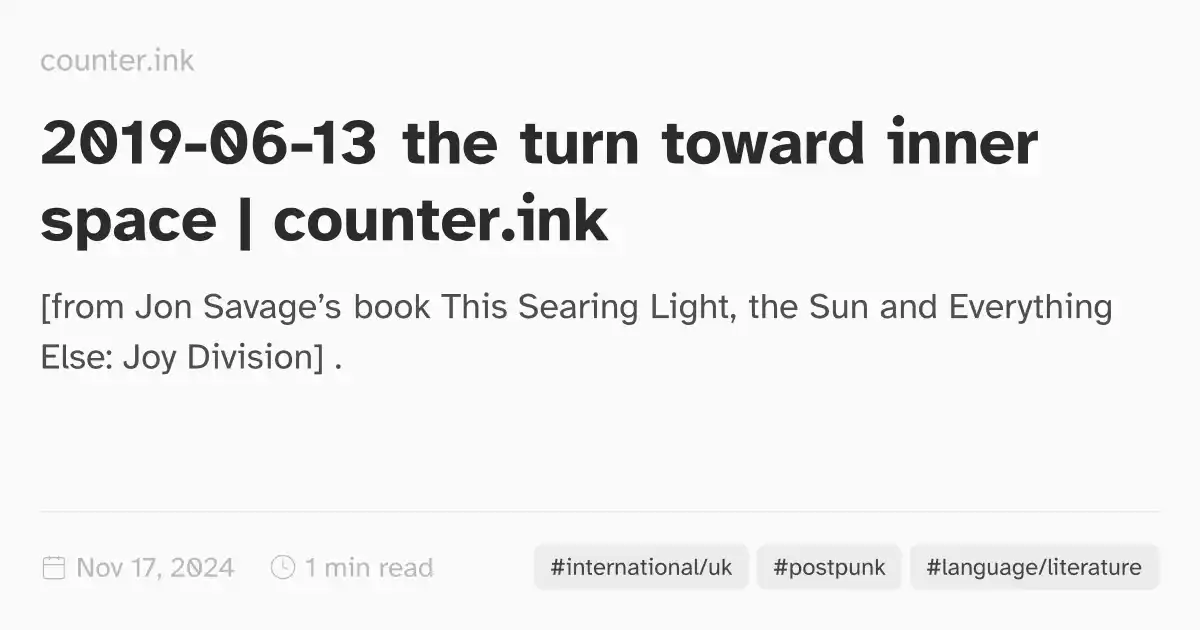 counter.ink
2019-06-13 the turn toward inner
space | counter.ink
[from Jon Savage’s book This Searing Light, the Sun and Everything
Else: Joy Division] .
Nov 17, 2024
1 min read
#international/uk
#postpunk
#language/literature